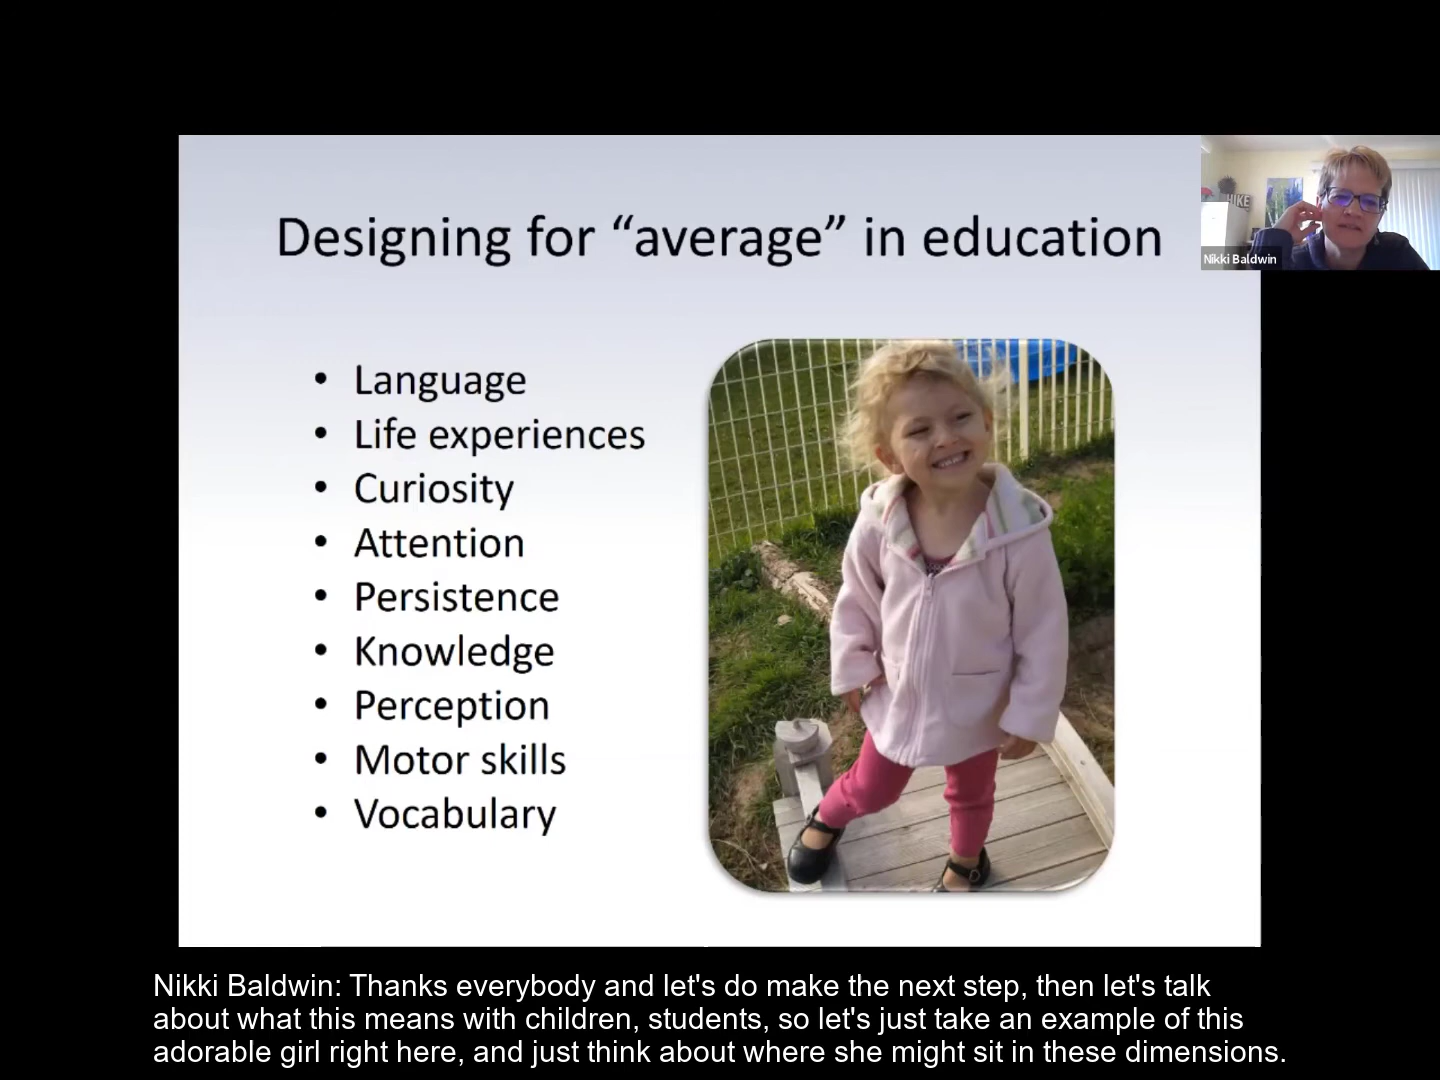 Designing for “average” in education
HIKE
Nikki Baldwin
• Language
• Life experiences
• Curiosity
• Attention
• Persistence
• Knowledge
• Perception
• Motor skills
• Vocabulary
Nikki Baldwin: Thanks everybody and let's do make the next step, then let's talk
about what this means with children, students, so let's just take an example of this
adorable girl right here, and just think about where she might sit in these dimensions.